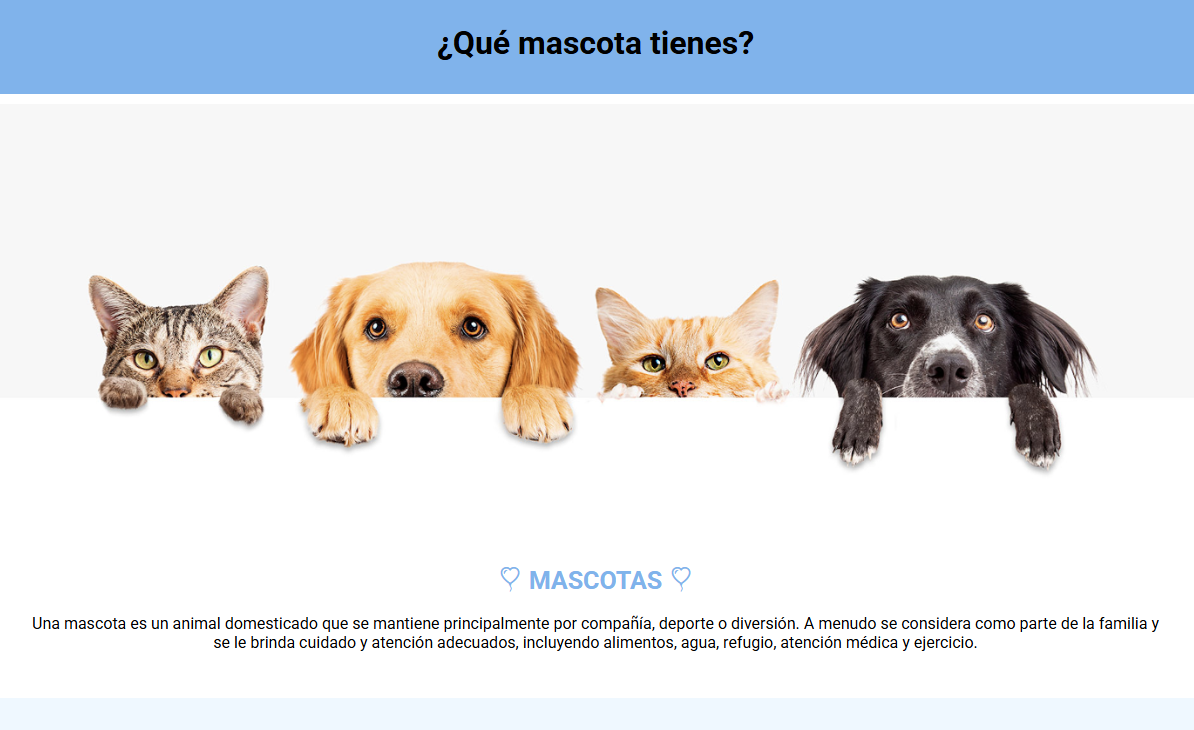 ¿Qué mascota tienes?
MASCOTAS
Una mascota es un animal domesticado que se mantiene principalmente por compañía, deporte o diversión. A menudo se considera como parte de la familia y
se le brinda cuidado y atención adecuados, incluyendo alimentos, agua, refugio, atención médica y ejercicio.